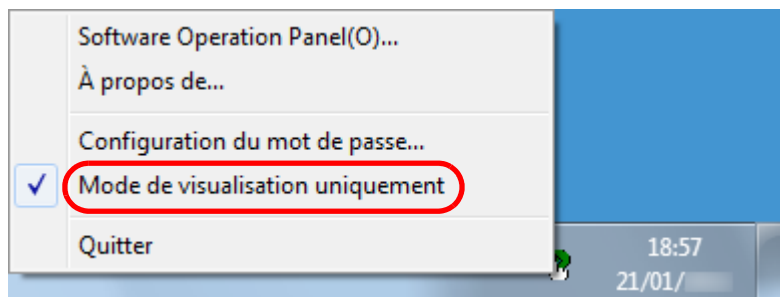 Software Operation Panel(O)...
À propos de...
Configuration du mot de passe...
Mode de visualisation uniquement
Quitter
18:57
21/01/